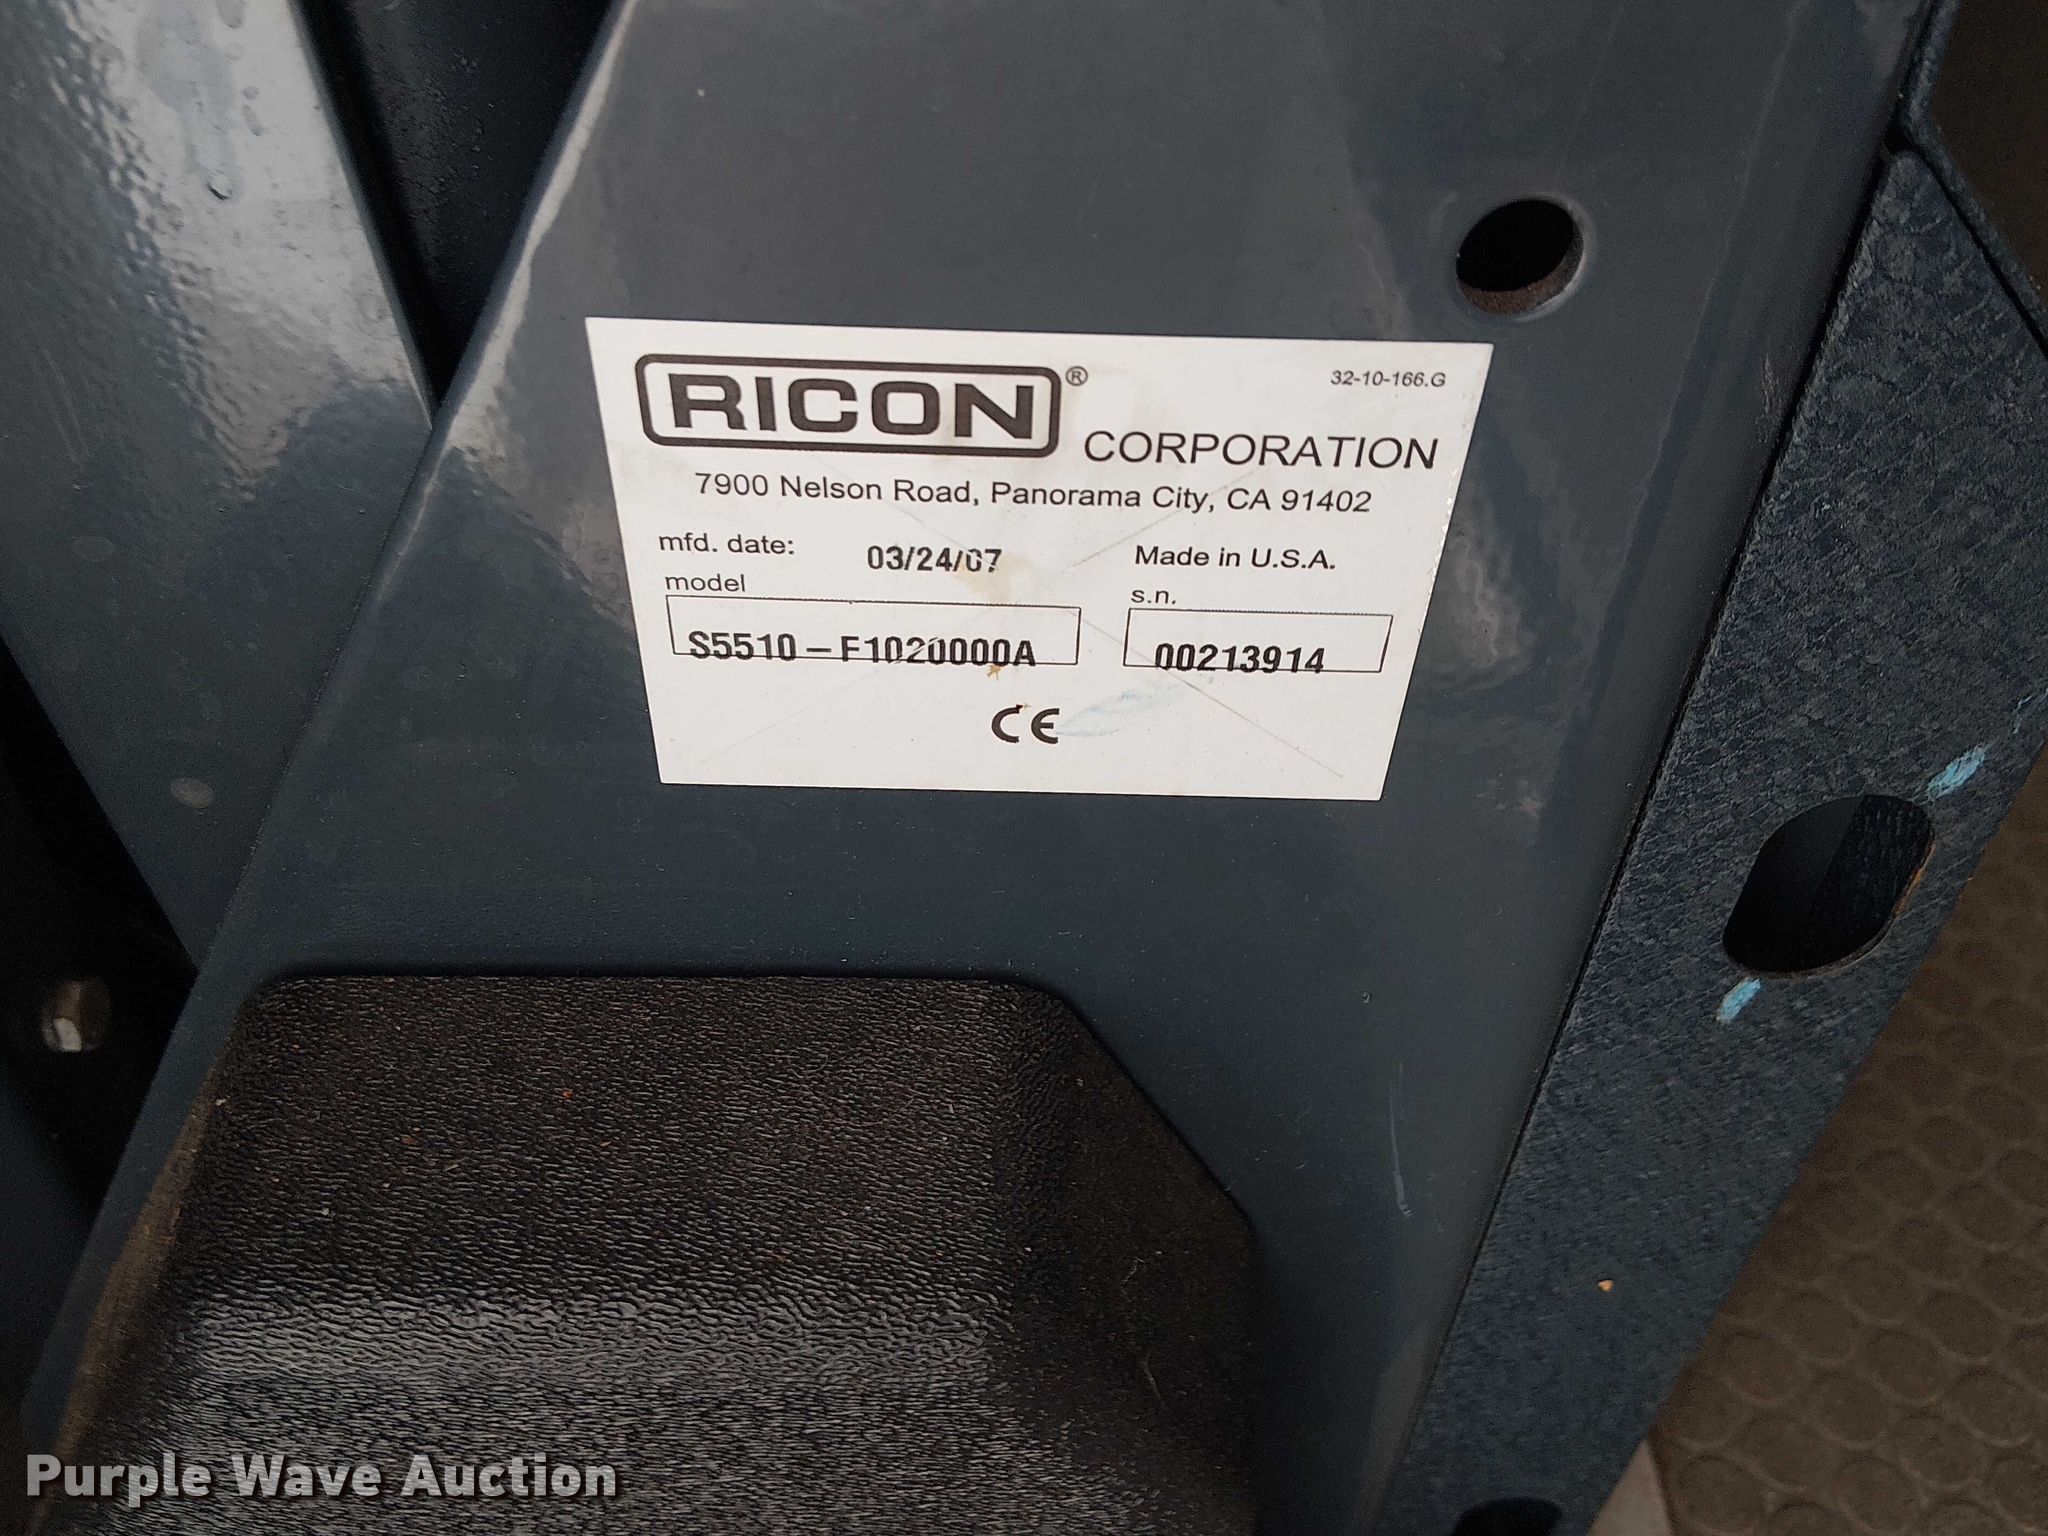 RICON®
32-10-166.G
CORPORATION
7900 Nelson Road, Panorama City, CA 91402
mfd. date: 03/24/07 Made in U.S.A.
model s.n.
S5510-F1020000A 00213914
CE
Purple Wave Auction